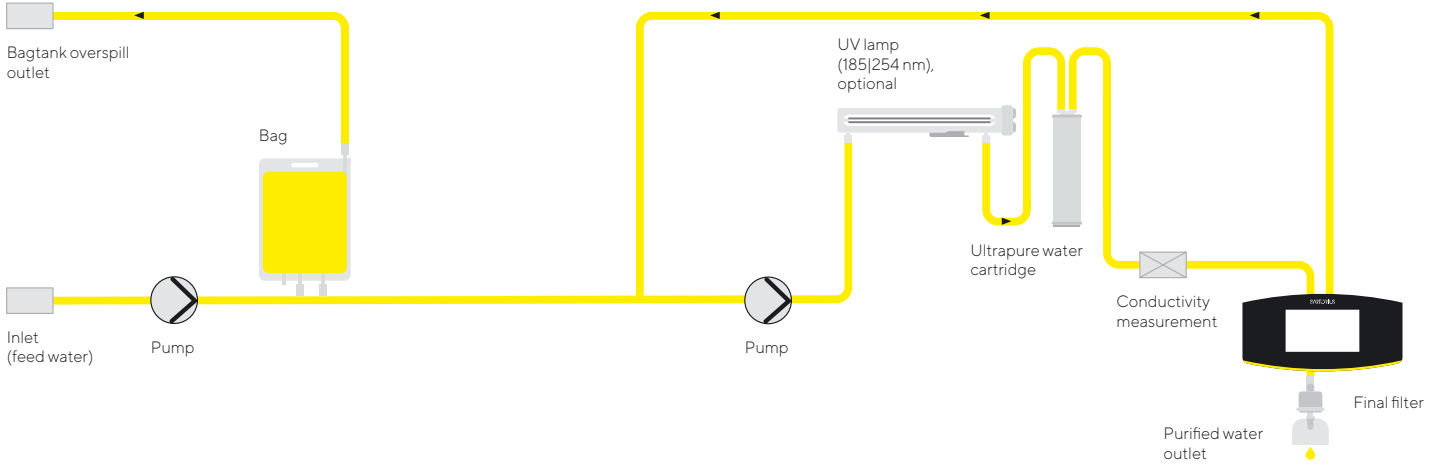 Bagtank overspill
outlet
Bag
Inlet
(feed water)
Pump
UV lamp
(185|254 nm),
optional
Ultrapure water
cartridge
Pump
Conductivity
measurement
SARTORIUS
Final filter
Purified water
outlet